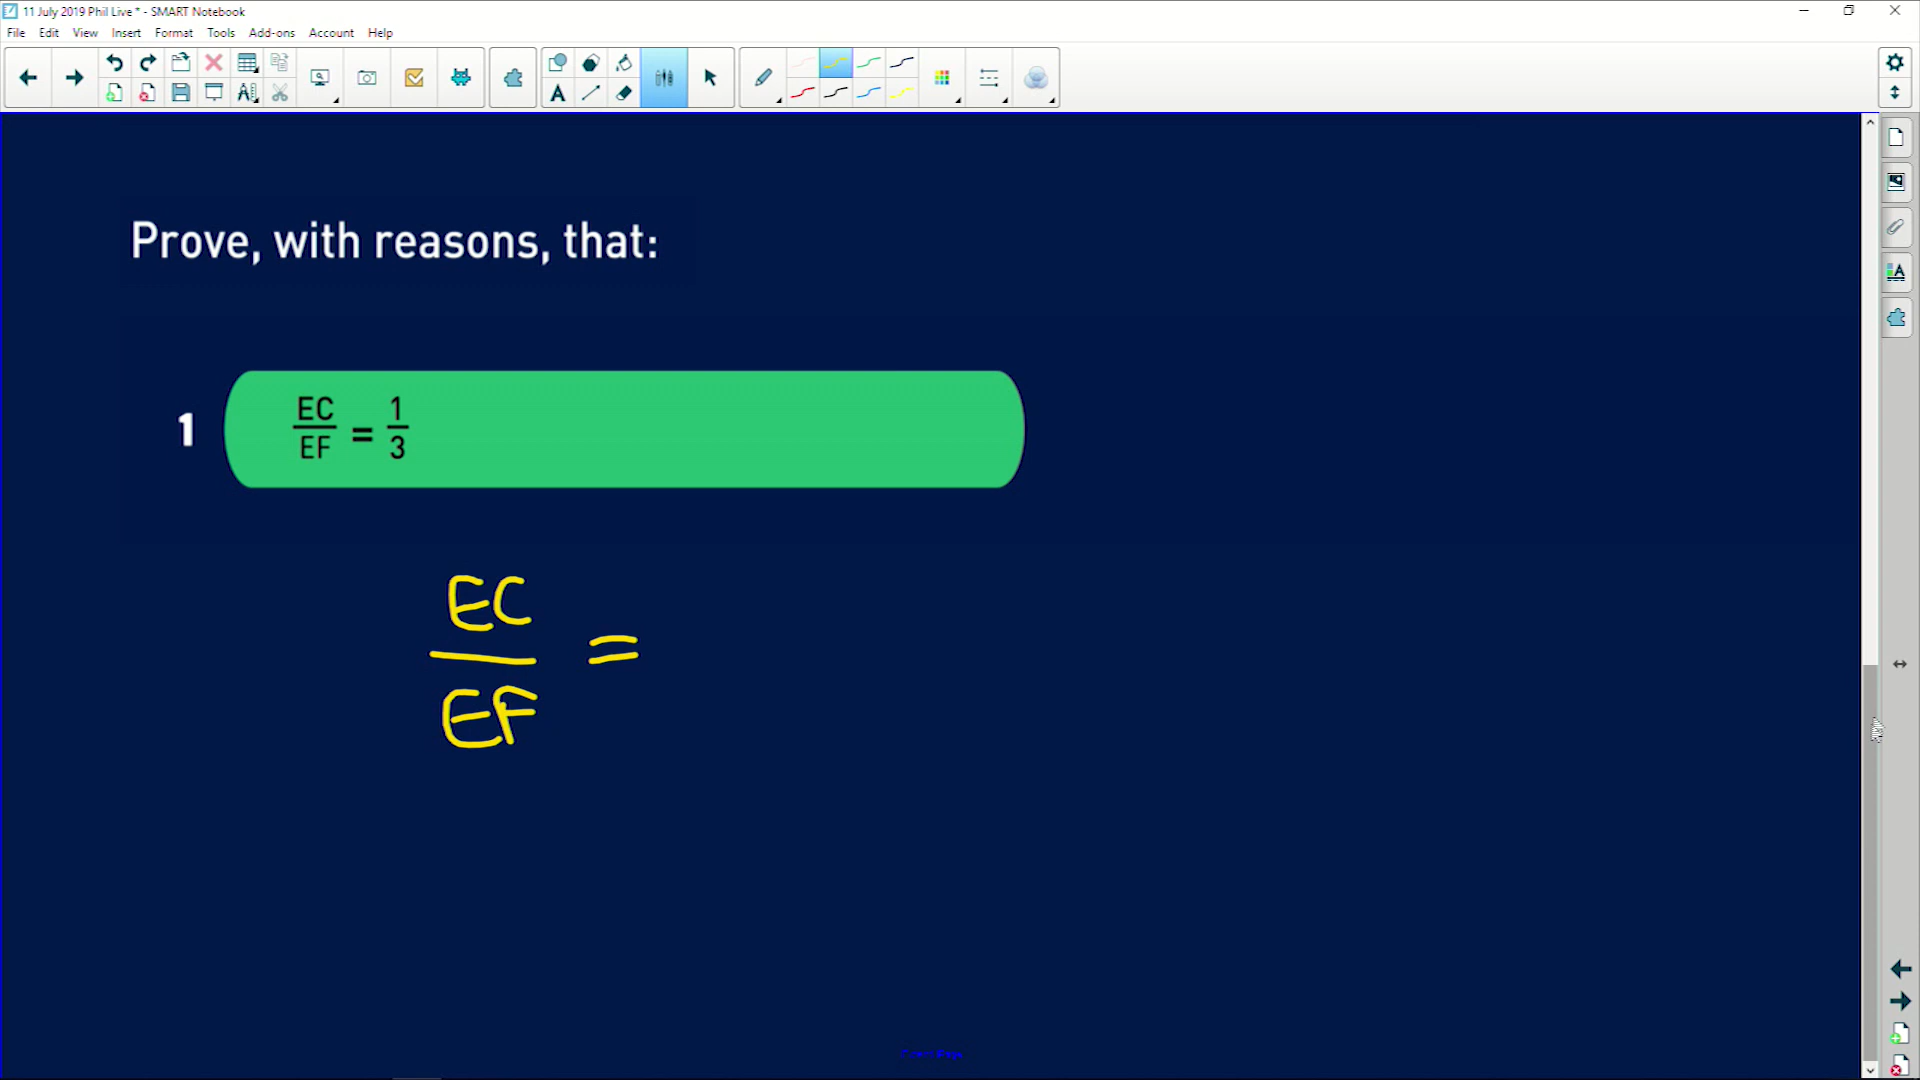 11 July 2019 Phil Live * - SMART Notebook
File Edit View Insert Format Tools Add-ons Account Help
Prove, with reasons, that:
1
EC/EF = 1/3
EC/EF =